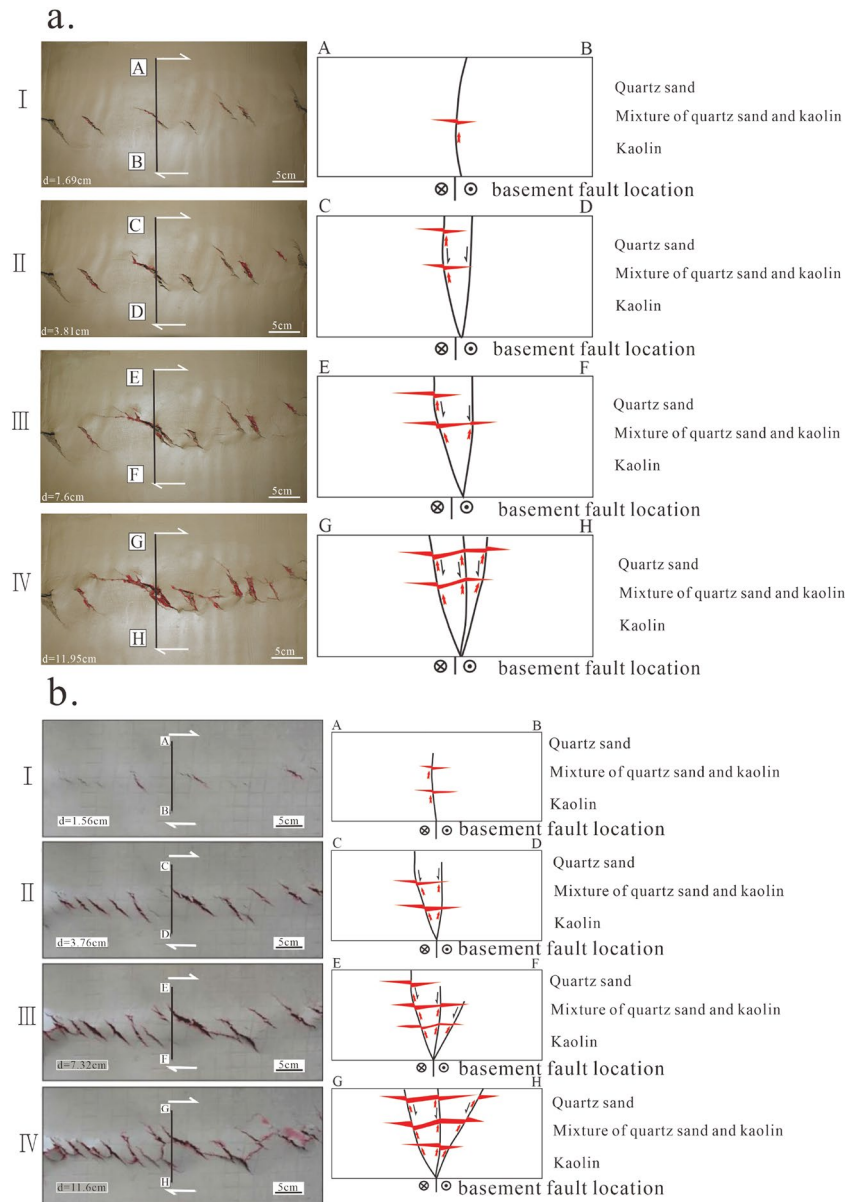 a.
A B
I A Quartz sand
Mixture of quartz sand and kaolin
B Kaolin
d=1.69cm 5cm
basement fault location
C D
II C Quartz sand
Mixture of quartz sand and kaolin
D Kaolin
d=3.81cm 5cm
basement fault location
E F
III E Quartz sand
Mixture of quartz sand and kaolin
F Kaolin
d=7.6cm 5cm
basement fault location
G H
IV G Quartz sand
Mixture of quartz sand and kaolin
H Kaolin
d=11.95cm 5cm
basement fault location
b.
A B
I A Quartz sand
Mixture of quartz sand and kaolin
B Kaolin
d=1.56cm 5cm
basement fault location
C D
II C Quartz sand
Mixture of quartz sand and kaolin
D Kaolin
d=3.76cm 5cm
basement fault location
E F
III E Quartz sand
Mixture of quartz sand and kaolin
F Kaolin
d=7.32cm 5cm
basement fault location
G H
IV G Quartz sand
Mixture of quartz sand and kaolin
H Kaolin
d=11.6cm 5cm
basement fault location